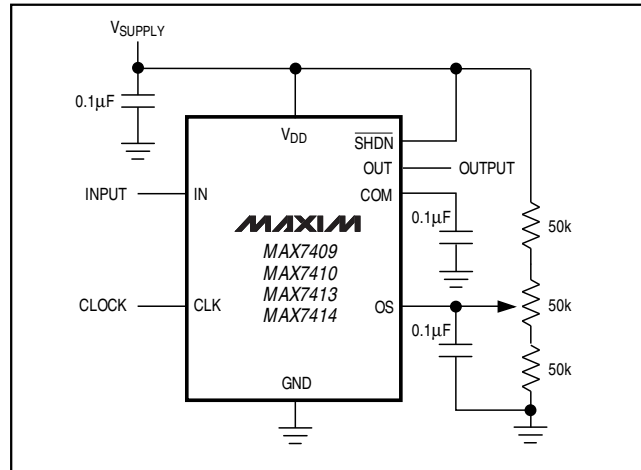 VSUPPLY
0.1μF
VDD
SHDN
OUT
OUTPUT
INPUT
IN
COM
MAXIM
0.1μF
50k
MAX7409
MAX7410
MAX7413
MAX7414
50k
CLOCK
CLK
OS
0.1μF
50k
GND